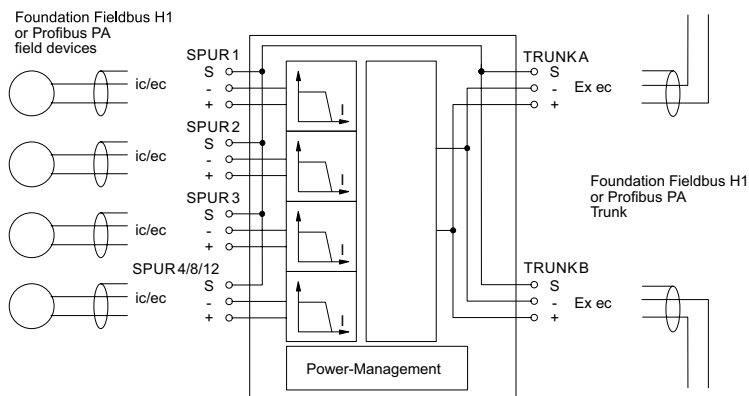 Foundation Fieldbus H1
or Profibus PA
field devices
SPUR 1
S
-
+
ic/ec
I
SPUR 2
S
-
+
ic/ec
I
SPUR 3
S
-
+
ic/ec
I
SPUR 4/8/12
S
-
+
ic/ec
I
Power-Management
TRUNK A
S
-
+
Ex ec
Foundation Fieldbus H1
or Profibus PA
Trunk
TRUNK B
S
-
+
Ex ec